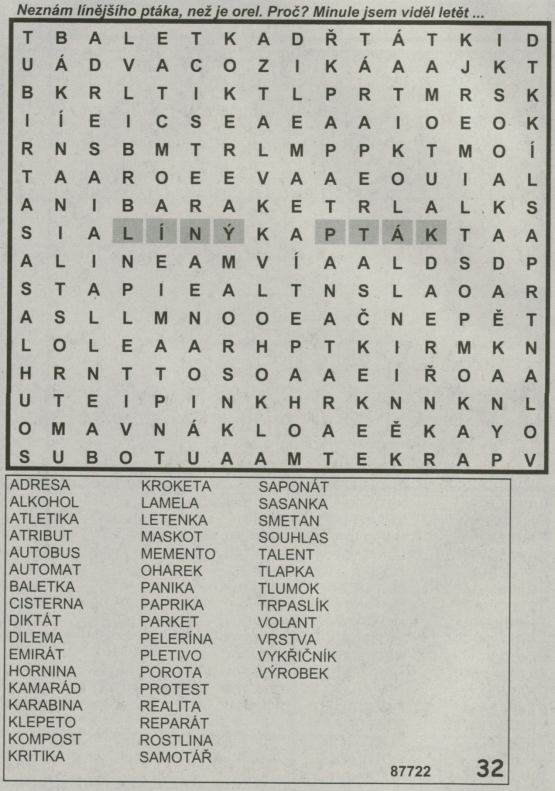 Neznám línějšího ptáka, než je orel. Proč? Minule jsem viděl letět ...
T B A L E T K A D Ř T Á T K I D
U Á D V A C O Z I K Á A A J K T
B K R L T I K T L P R T M R S K
I Í E I C S E A E A A I O E O K
R N S B M T R L M P P K T M O Í
T A A R O E E V A A E O U I A L
A N I B A R A K E T R L A L K S
S I A L Í N Ý K A P T Á K T A A
A L I N E A M V Í A A L D S D P
S T A P I E A L T N S L A O A R
A S L L M N O O E A Č N E P Ě T
L O L E A A R H P T K I R M K N
H R N T T O S O A A E I Ř O A A
U T E I P I N K H R K N N K N L
O M A V N Á K L O A E Ě K A Y O
S U B O T U A A M T E K R A P V
ADRESA KROKETA SAPONÁT
ALKOHOL LAMELA SASANKA
ATLETIKA LETENKA SMETAN
ATRIBUT MASKOT SOUHLAS
AUTOBUS MEMENTO TALENT
AUTOMAT OHAREK TLAPKA
BALETKA PANIKA TLUMOK
CISTERNA PAPRIKA TRPASLÍK
DIKTÁT PARKET VOLANT
DILEMA PELERÍNA VRSTVA
EMIRÁT PLETIVO VYKŘIČNÍK
HORNINA POROTA VÝROBEK
KAMARÁD PROTEST
KARABINA REALITA
KLEPETO REPARÁT
KOMPOST ROSTLINA
KRITIKA SAMOTÁŘ
87722 32